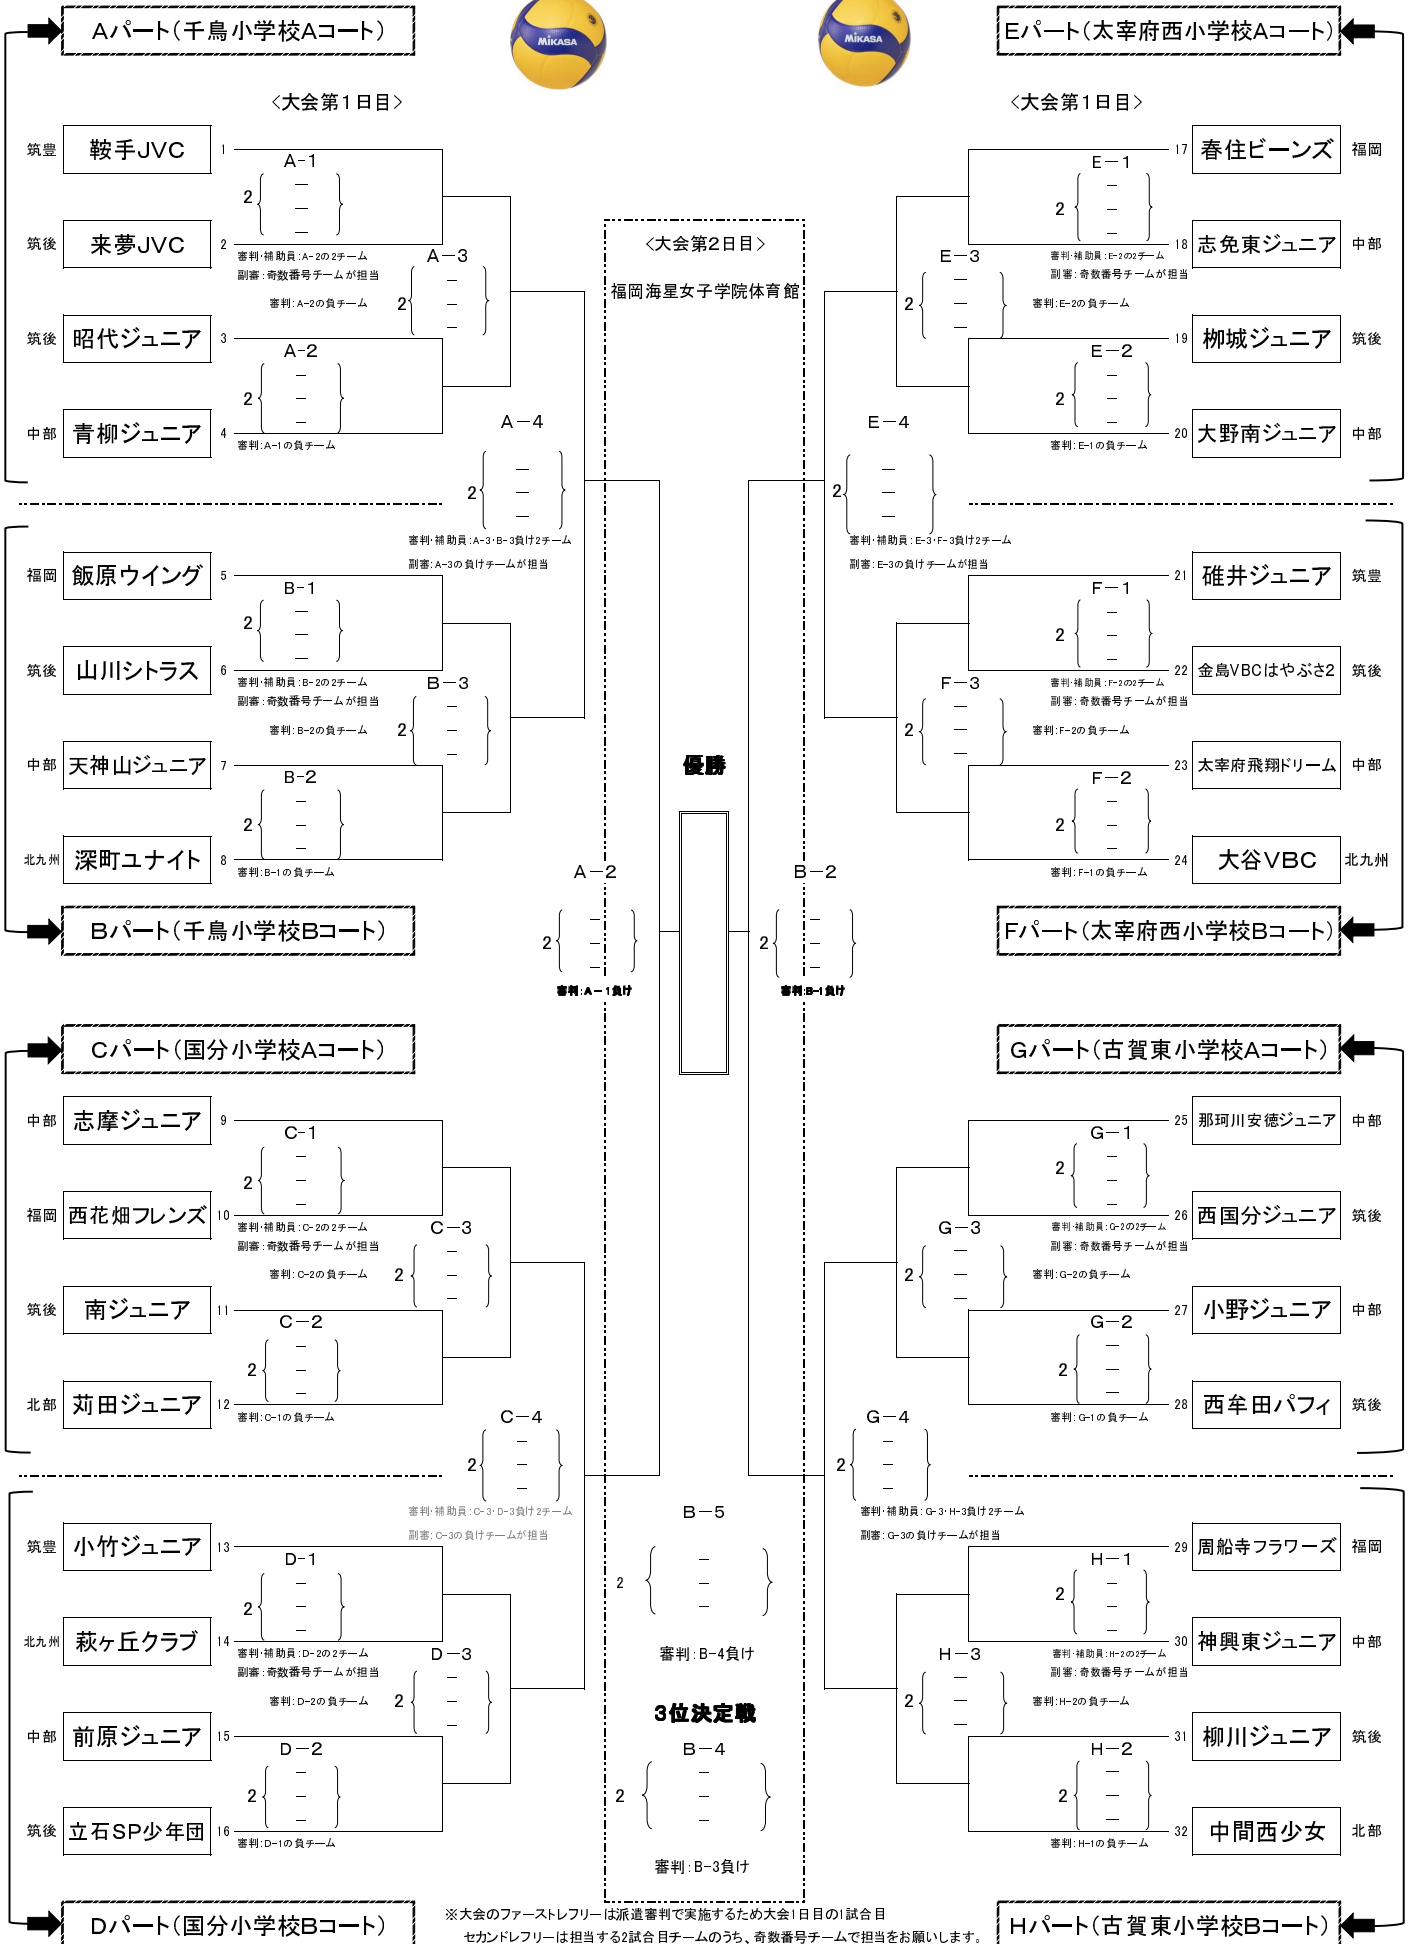 Aパート（千鳥小学校Aコート）
MIKASA
<大会第1日目>
筑豊 鞍手JVC 1
A-1
2
筑後 来夢JVC 2
審判・補助員：A-2の2チーム
副審：奇数番号チームが担当
A－3
審判：A-2の負チーム
2
筑後 昭代ジュニア 3
A-2
2
中部 青柳ジュニア 4
審判：A-1の負チーム
A－4
2
審判・補助員：A-3・B-3負け2チーム
副審：A-3の負けチームが担当
福岡 飯原ウイング 5
B-1
2
筑後 山川シトラス 6
審判・補助員：B-2の2チーム
副審：奇数番号チームが担当
B－3
審判：B-2の負チーム
2
中部 天神山ジュニア 7
B-2
2
北九州 深町ユナイト 8
審判：B-1の負チーム
Bパート（千鳥小学校Bコート）
Cパート（国分小学校Aコート）
中部 志摩ジュニア 9
C-1
2
福岡 西花畑フレンズ 10
審判・補助員：C-2の2チーム
副審：奇数番号チームが担当
C－3
審判：C-2の負チーム
2
筑後 南ジュニア 11
C－2
2
北部 苅田ジュニア 12
審判：C-1の負チーム
C－4
2
審判・補助員：C-3・D-3負け2チーム
副審：C-3の負けチームが担当
筑豊 小竹ジュニア 13
D-1
2
北九州 萩ヶ丘クラブ 14
審判・補助員：D-2の2チーム
副審：奇数番号チームが担当
D－3
審判：D-2の負チーム
2
中部 前原ジュニア 15
D－2
2
筑後 立石SP少年団 16
審判：D-1の負チーム
Dパート（国分小学校Bコート）
<大会第2日目>
福岡海星女子学院体育館
優勝
A－2
2
審判：A－1負け
B－2
2
審判：B-1負け
B－5
2
審判：B-4負け
3位決定戦
B－4
2
審判：B-3負け
※大会のファーストレフリーは派遣審判で実施するため大会1日目の1試合目
セカンドレフリーは担当する2試合目チームのうち、奇数番号チームで担当をお願いします。
MIKASA
Eパート（太宰府西小学校Aコート）
<大会第1日目>
17 春住ビーンズ 福岡
E－1
2
18 志免東ジュニア 中部
審判・補助員：E-2の2チーム
副審：奇数番号チームが担当
E－3
審判：E-2の負チーム
2
19 栁城ジュニア 筑後
E－2
2
20 大野南ジュニア 中部
審判：E-1の負チーム
E－4
2
審判・補助員：E-3・F-3負け2チーム
副審：E-3の負けチームが担当
21 碓井ジュニア 筑豊
F－1
2
22 金島VBCはやぶさ2 筑後
審判・補助員：F-2の2チーム
副審：奇数番号チームが担当
F－3
審判：F-2の負チーム
2
23 太宰府飛翔ドリーム 中部
F－2
2
24 大谷VBC 北九州
審判：F-1の負チーム
Fパート（太宰府西小学校Bコート）
Gパート（古賀東小学校Aコート）
25 那珂川安徳ジュニア 中部
G－1
2
26 西国分ジュニア 筑後
審判・補助員：G-2の2チーム
副審：奇数番号チームが担当
G－3
審判：G-2の負チーム
2
27 小野ジュニア 中部
G－2
2
28 西牟田パフィ 筑後
審判：G-1の負チーム
G－4
2
審判・補助員：G-3・H-3負け2チーム
副審：G-3の負けチームが担当
29 周船寺フラワーズ 福岡
H－1
2
30 神興東ジュニア 中部
審判・補助員：H-2の2チーム
副審：奇数番号チームが担当
H－3
審判：H-2の負チーム
2
31 柳川ジュニア 筑後
H－2
2
32 中間西少女 北部
審判：H-1の負チーム
Hパート（古賀東小学校Bコート）